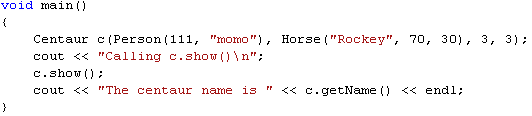 void main()
{
    Centaur c(Person(111, "momo"), Horse("Rockey", 70, 30), 3, 3);
    cout << "Calling c.show()\n";
    c.show();
    cout << "The centaur name is " << c.getName() << endl;
}